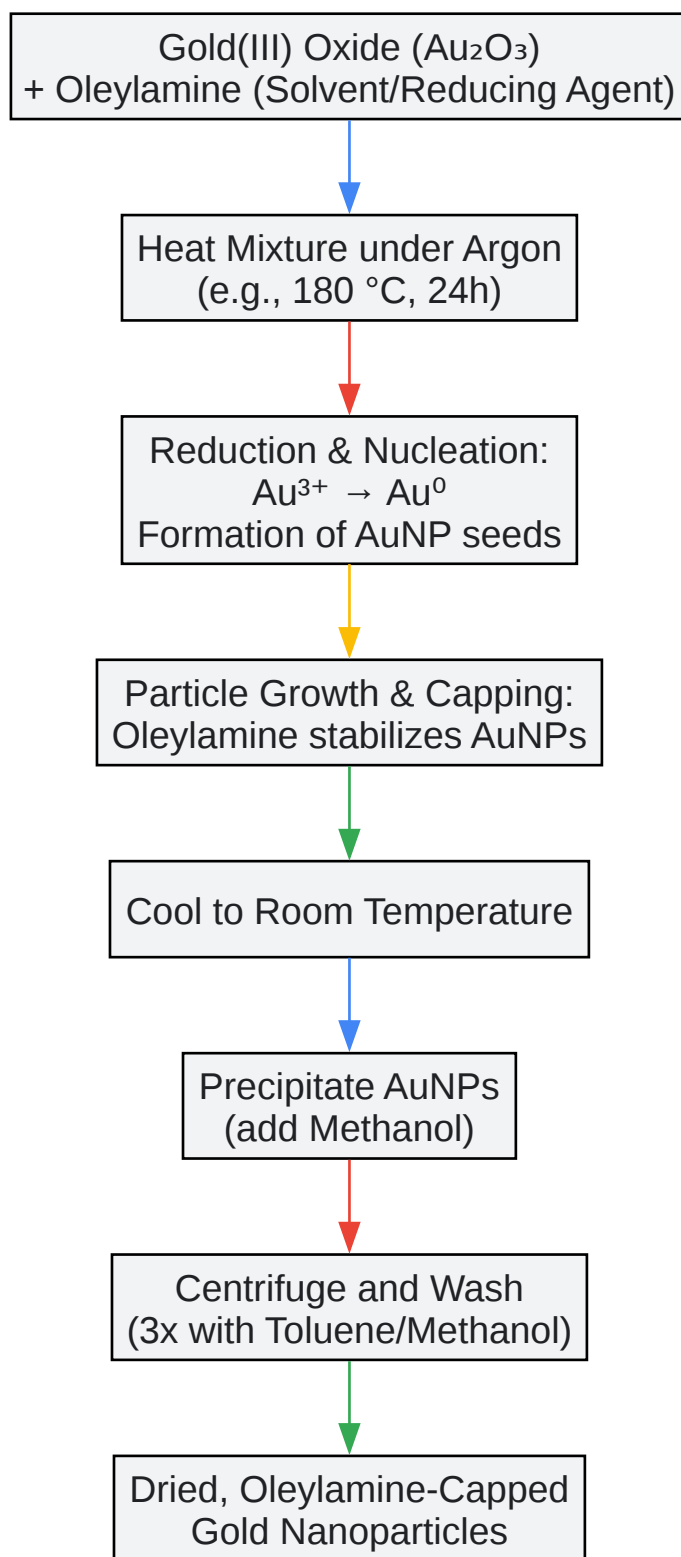 Gold(III) Oxide (Au₂O₃)
+ Oleylamine (Solvent/Reducing Agent)
Heat Mixture under Argon
(e.g., 180 °C, 24h)
Reduction & Nucleation:
Au³⁺ → Au⁰
Formation of AuNP seeds
Particle Growth & Capping:
Oleylamine stabilizes AuNPs
Cool to Room Temperature
Precipitate AuNPs
(add Methanol)
Centrifuge and Wash
(3x with Toluene/Methanol)
Dried, Oleylamine-Capped
Gold Nanoparticles